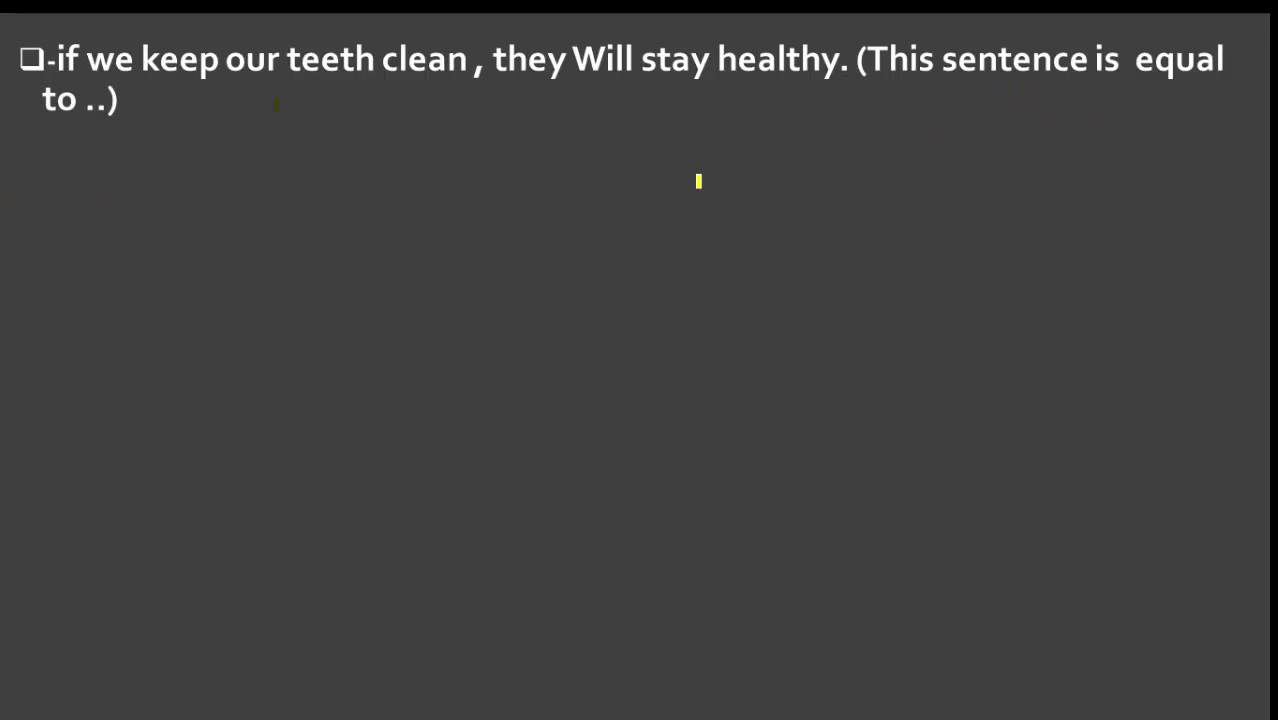 ❑-if we keep our teeth clean , they Will stay healthy. (This sentence is equal
to ..)